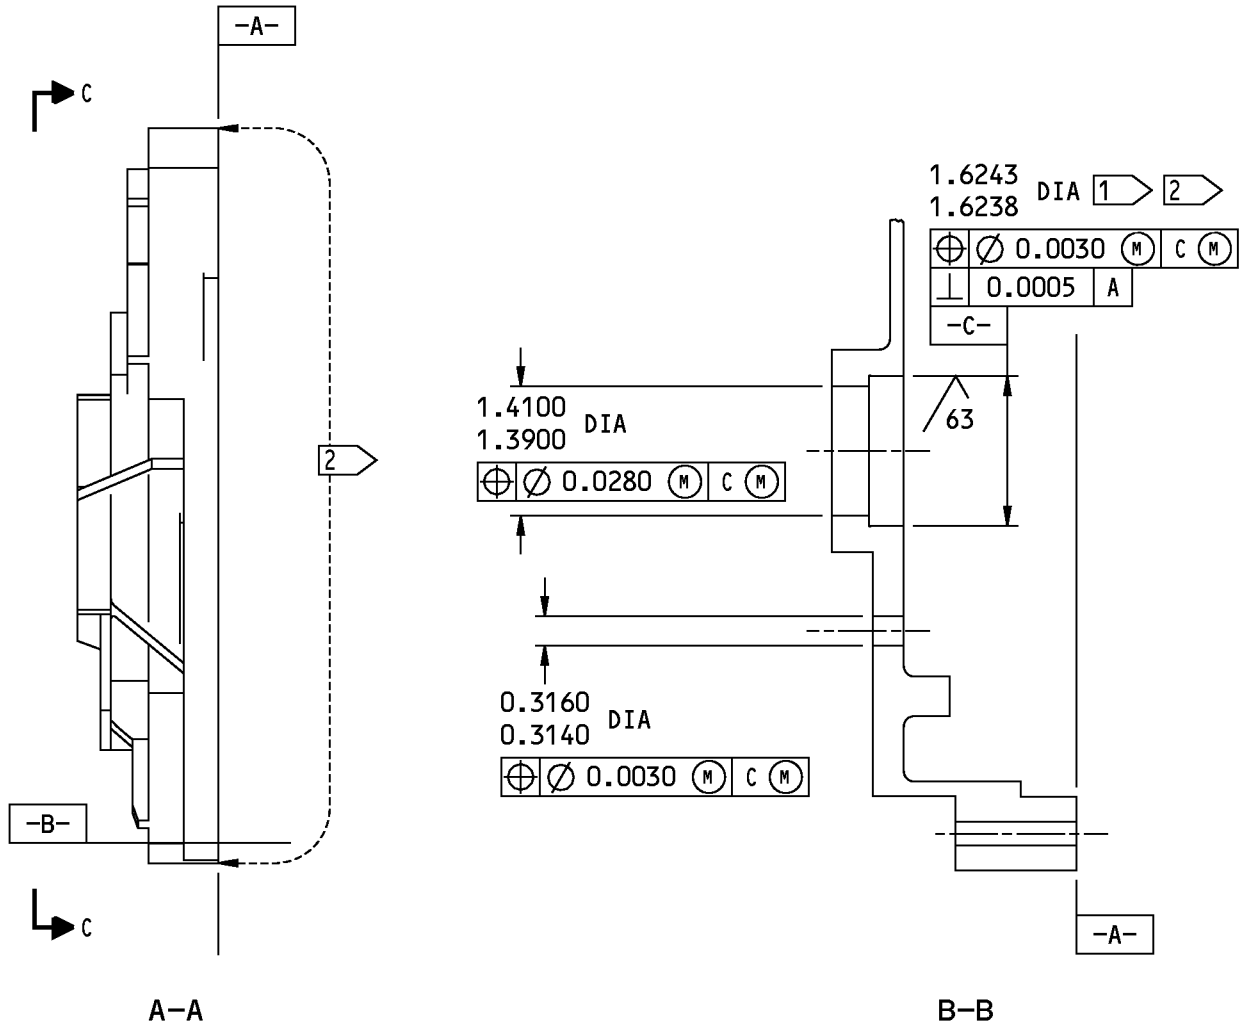 -A-
C
1.6243
1.6238 DIA 1 2
⌖ ⌀ 0.0030 Ⓜ C Ⓜ
⊥ 0.0005 A
-C-
63
1.4100
1.3900 DIA
⌖ ⌀ 0.0280 Ⓜ C Ⓜ
2
0.3160
0.3140 DIA
⌖ ⌀ 0.0030 Ⓜ C Ⓜ
-B-
C
-A-
A-A
B-B